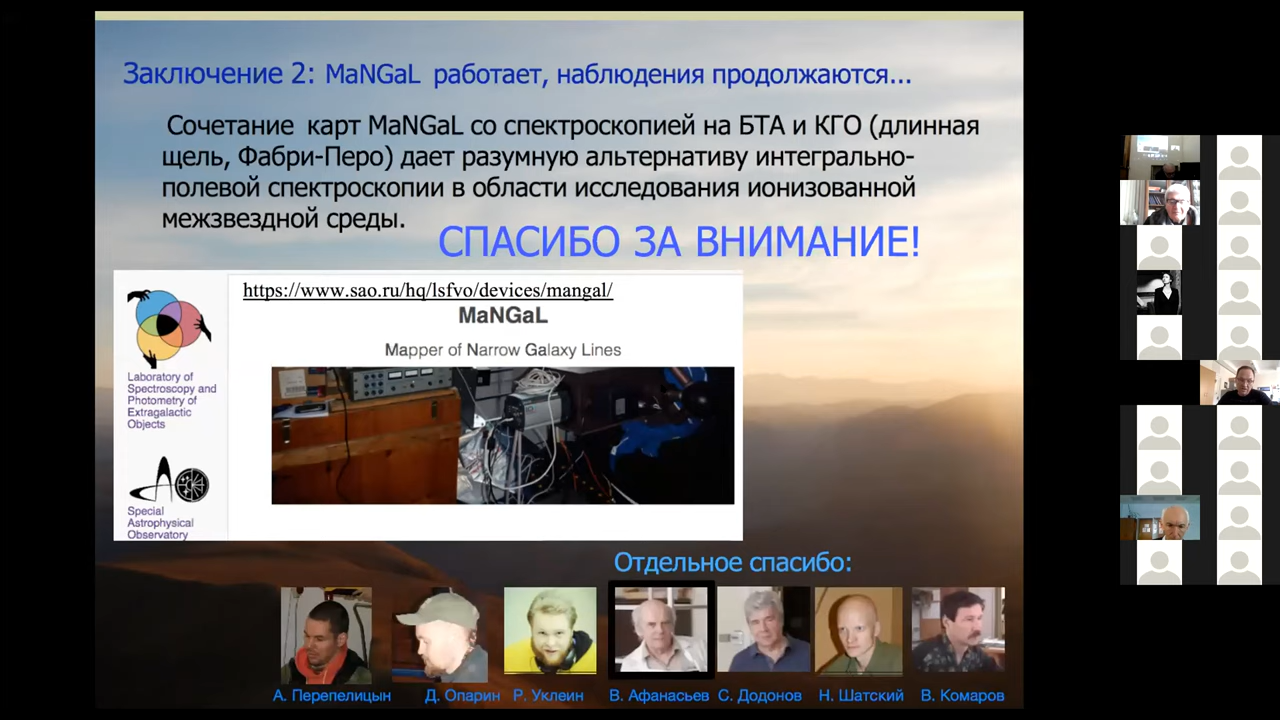 Заключение 2: MaNGaL работает, наблюдения продолжаются...
Сочетание карт MaNGaL со спектроскопией на БТА и КГО (длинная
щель, Фабри-Перо) дает разумную альтернативу интегрально-
полевой спектроскопии в области исследования ионизованной
межзвездной среды.
СПАСИБО ЗА ВНИМАНИЕ!
https://www.sao.ru/hq/lsfvo/devices/mangal/
MaNGaL
Mapper of Narrow Galaxy Lines
Laboratory of
Spectroscopy and
Photometry of
Extragalactic
Objects
Special
Astrophysical
Observatory
Отдельное спасибо:
А. Перепелицын Д. Опарин Р. Уклеин В. Афанасьев С. Додонов Н. Шатский В. Комаров